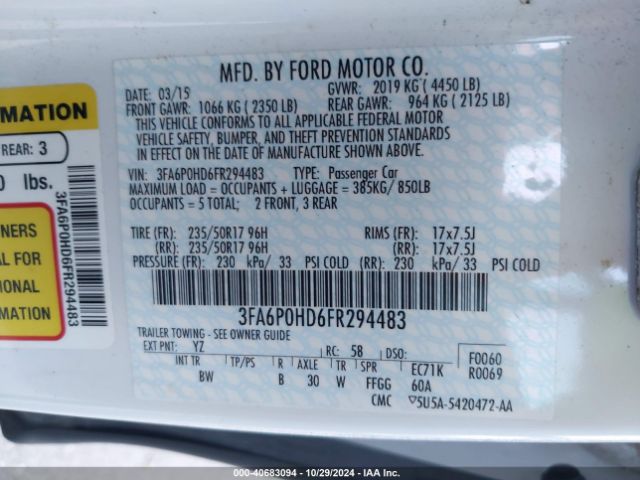 MFD. BY FORD MOTOR CO.
DATE: 03/15 GVWR: 2019 KG ( 4450 LB)
FRONT GAWR: 1066 KG ( 2350 LB) REAR GAWR: 964 KG ( 2125 LB)
THIS VEHICLE CONFORMS TO ALL APPLICABLE FEDERAL MOTOR
VEHICLE SAFETY, BUMPER, AND THEFT PREVENTION STANDARDS
IN EFFECT ON THE DATE OF MANUFACTURE SHOWN ABOVE.
VIN: 3FA6P0HD6FR294483 TYPE: Passenger Car
MAXIMUM LOAD = OCCUPANTS + LUGGAGE = 385KG/ 850LB
OCCUPANTS = 5 TOTAL; 2 FRONT, 3 REAR
TIRE (FR): 235/50R17 96H RIMS (FR): 17x7.5J
(RR): 235/50R17 96H (RR): 17x7.5J
PRESSURE (FR): 230 kPa/ 33 PSI COLD (RR): 230 kPa/ 33 PSI COLD
3FA6P0HD6FR294483
TRAILER TOWING - SEE OWNER GUIDE
EXT PNT: YZ RC: 58 DSO: F0060
INT TR TP/PS R AXLE TR SPR EC71K R0069
BW B 30 W FFGG 60A
CMC 5U5A-5420472-AA
MATION
REAR: 3
0 lbs.
3FA6P0HD6FR294483
WNERS
AL FOR
TIONAL
ATION
000-40683094 - 10/29/2024 - IAA Inc.